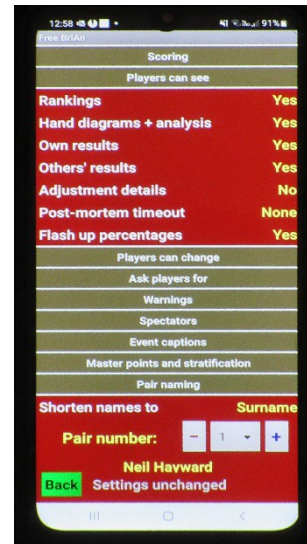 12:58
91%
Free BriAn
Scoring
Players can see
Rankings Yes
Hand diagrams + analysis Yes
Own results Yes
Others' results Yes
Adjustment details No
Post-mortem timeout None
Flash up percentages Yes
Players can change
Ask players for
Warnings
Spectators
Event captions
Master points and stratification
Pair naming
Shorten names to Surname
Pair number: - 1 +
Neil Hayward
Back Settings unchanged